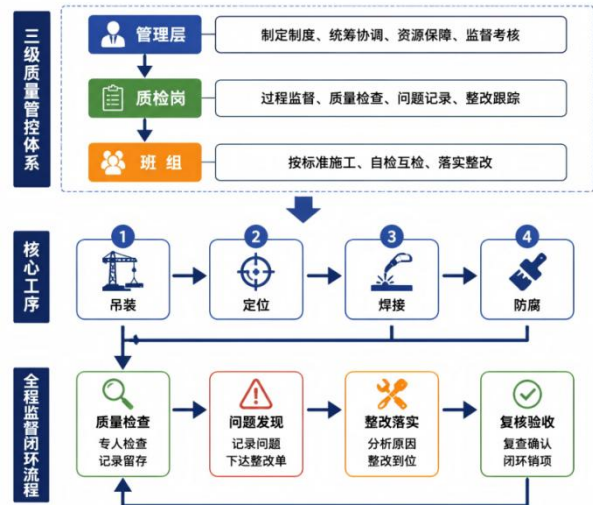 三级质量管控体系
管理层
制定制度、统筹协调、资源保障、监督考核
质检岗
过程监督、质量检查、问题记录、整改跟踪
班 组
按标准施工、自检互检、落实整改
核心工序
1
吊装
2
定位
3
焊接
4
防腐
全程监督闭环流程
质量检查
专人检查
记录留存
问题发现
记录问题
下达整改单
整改落实
分析原因
整改到位
复核验收
复查确认
闭环销项